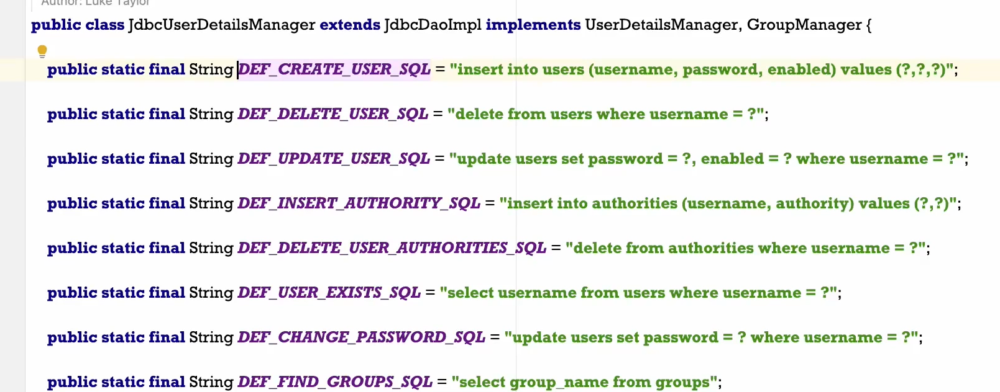 Author: Luke Taylor
public class JdbcUserDetailsManager extends JdbcDaoImpl implements UserDetailsManager, GroupManager {
public static final String DEF_CREATE_USER_SQL = "insert into users (username, password, enabled) values (?,?,?)";
public static final String DEF_DELETE_USER_SQL = "delete from users where username = ?";
public static final String DEF_UPDATE_USER_SQL = "update users set password = ?, enabled = ? where username = ?";
public static final String DEF_INSERT_AUTHORITY_SQL = "insert into authorities (username, authority) values (?,?)";
public static final String DEF_DELETE_USER_AUTHORITIES_SQL = "delete from authorities where username = ?";
public static final String DEF_USER_EXISTS_SQL = "select username from users where username = ?";
public static final String DEF_CHANGE_PASSWORD_SQL = "update users set password = ? where username = ?";
public static final String DEF_FIND_GROUPS_SQL = "select group_name from groups";